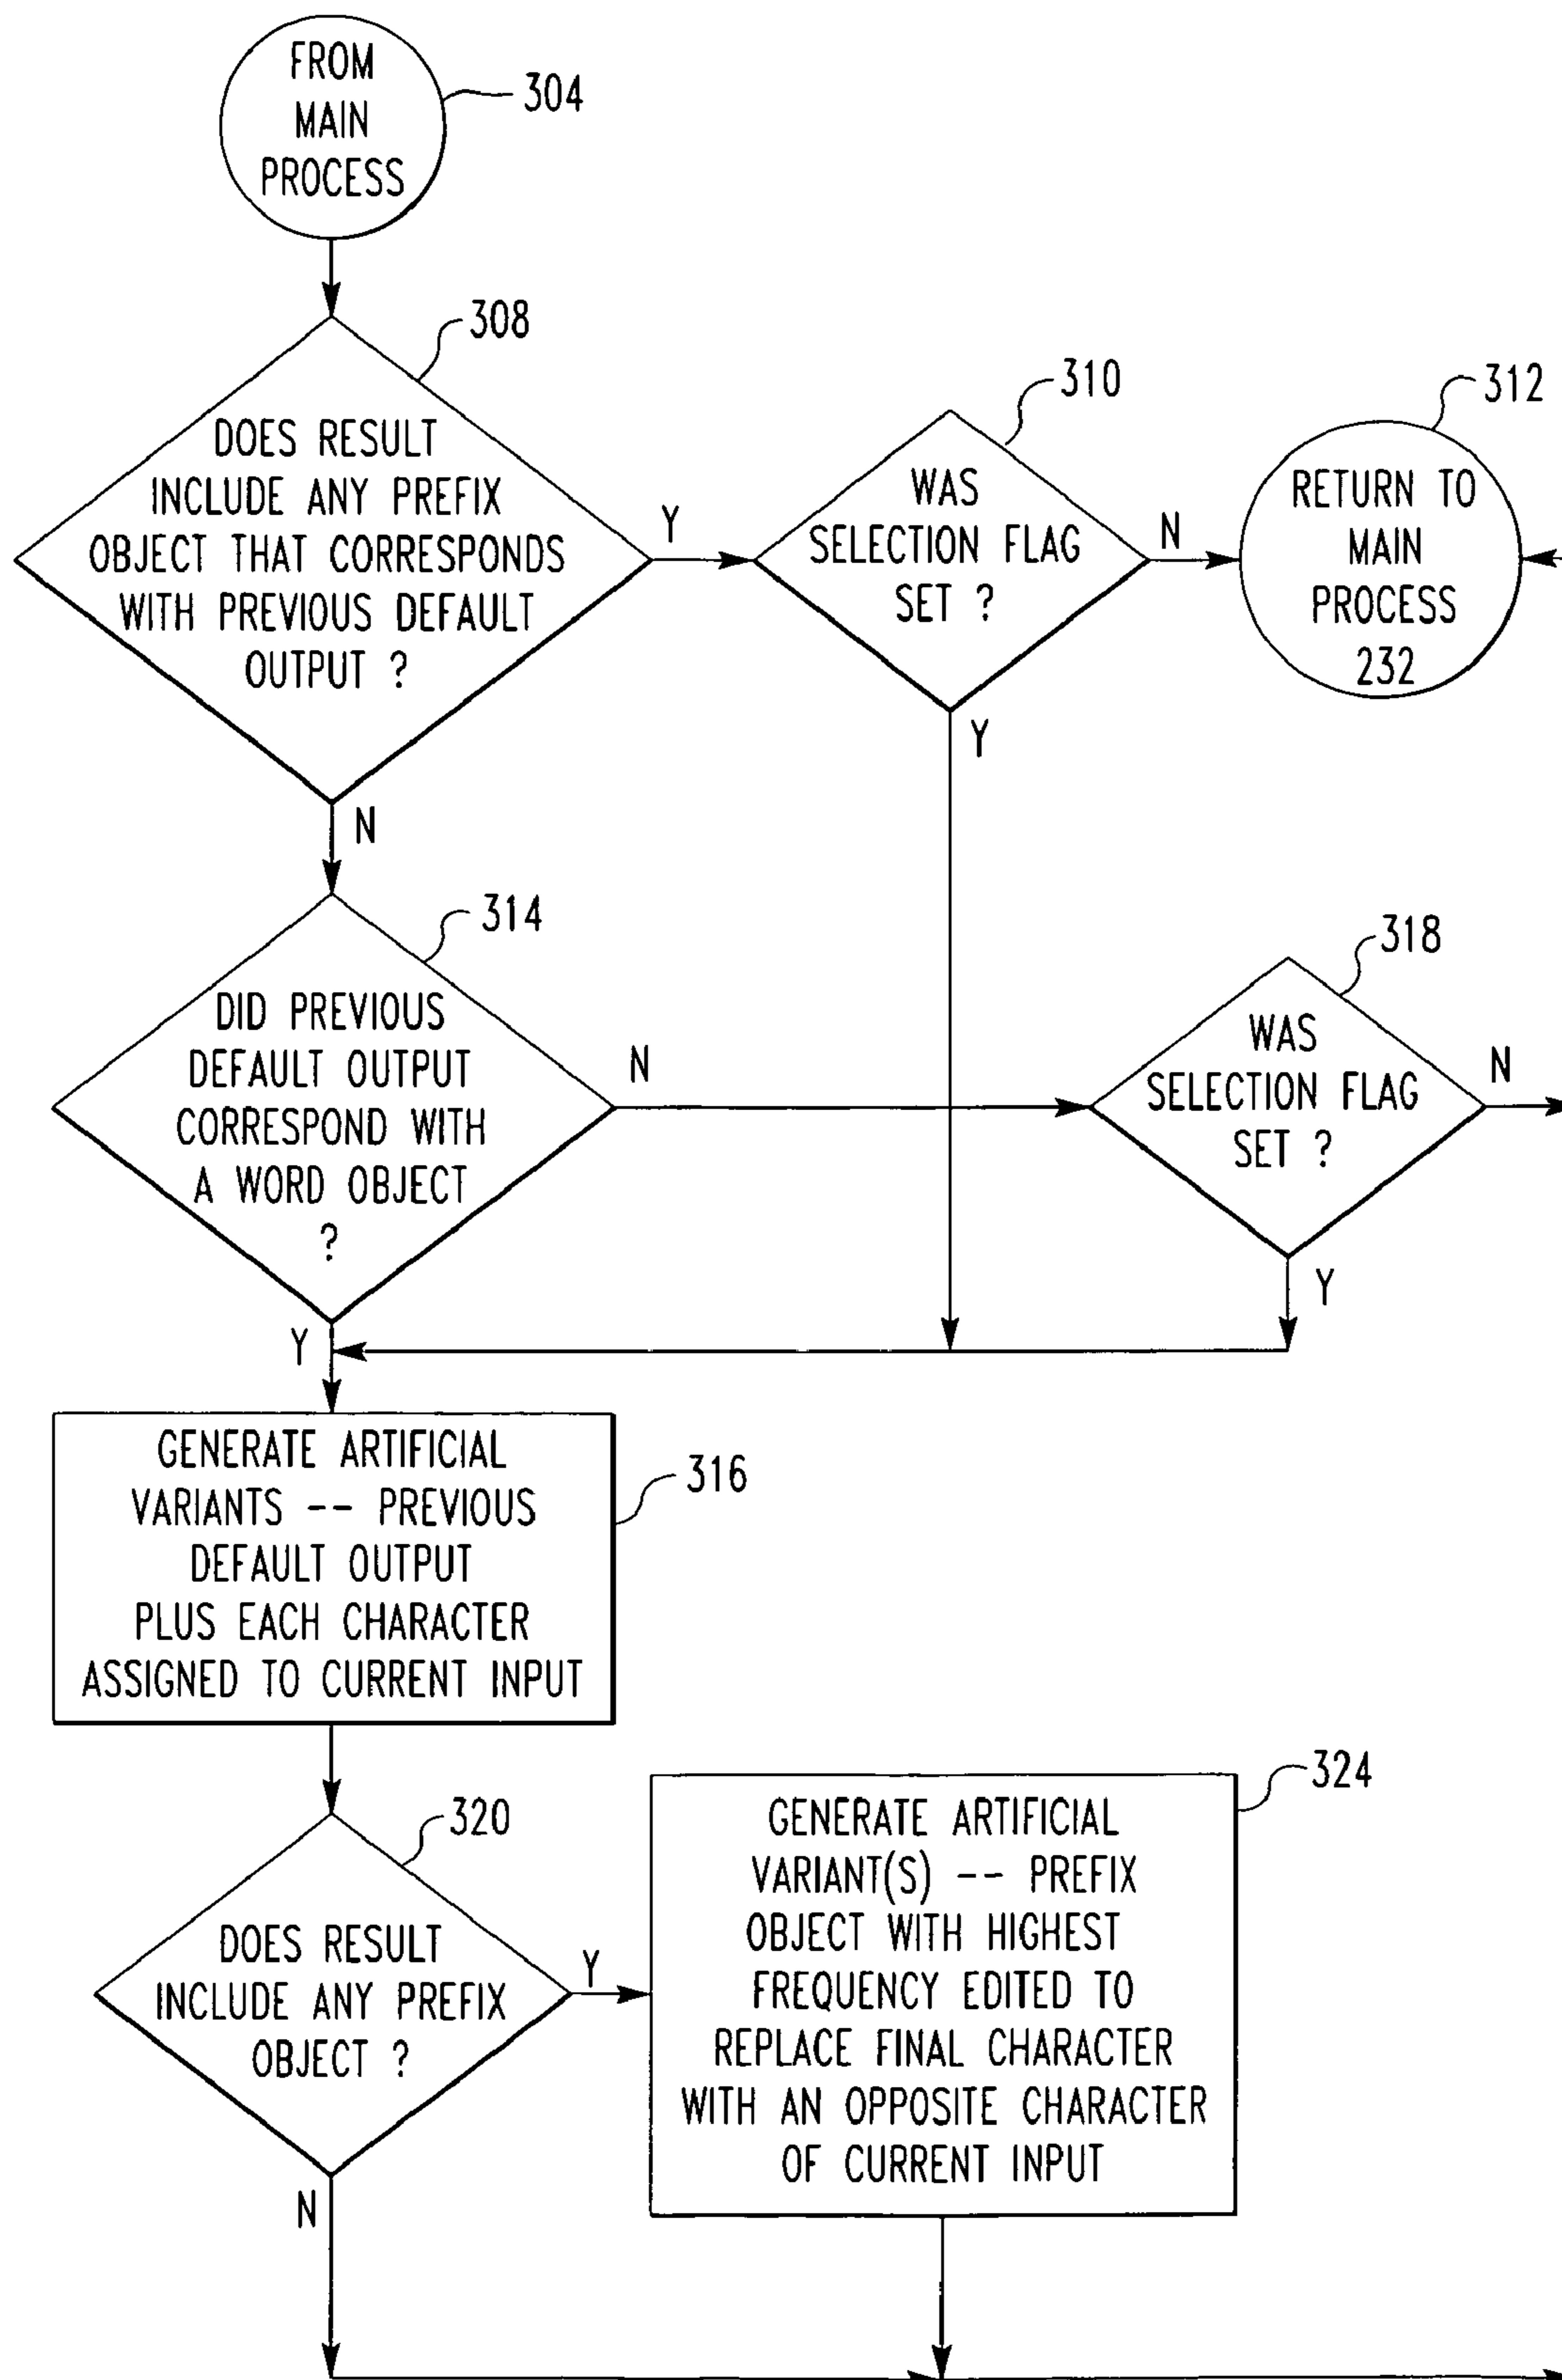 FROM
MAIN
PROCESS
304
308
DOES RESULT
INCLUDE ANY PREFIX
OBJECT THAT CORRESPONDS
WITH PREVIOUS DEFAULT
OUTPUT ?
Y
N
310
WAS
SELECTION FLAG
SET ?
N
Y
312
RETURN TO
MAIN
PROCESS
232
314
DID PREVIOUS
DEFAULT OUTPUT
CORRESPOND WITH
A WORD OBJECT
?
N
Y
318
WAS
SELECTION FLAG
SET ?
N
Y
GENERATE ARTIFICIAL
VARIANTS -- PREVIOUS
DEFAULT OUTPUT
PLUS EACH CHARACTER
ASSIGNED TO CURRENT INPUT
316
320
DOES RESULT
INCLUDE ANY PREFIX
OBJECT ?
Y
N
324
GENERATE ARTIFICIAL
VARIANT(S) -- PREFIX
OBJECT WITH HIGHEST
FREQUENCY EDITED TO
REPLACE FINAL CHARACTER
WITH AN OPPOSITE CHARACTER
OF CURRENT INPUT